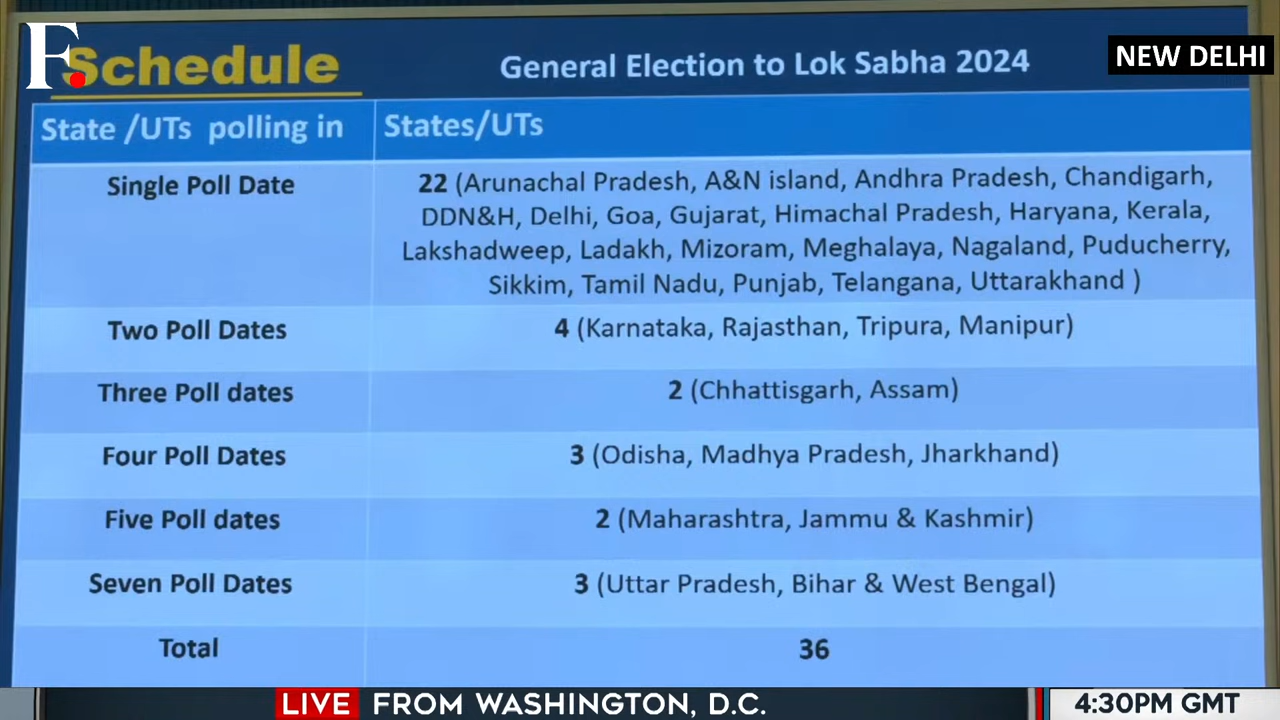 F.
Schedule
General Election to Lok Sabha 2024
NEW DELHI
State /UTs polling in
States/UTs
Single Poll Date
22 (Arunachal Pradesh, A&N island, Andhra Pradesh, Chandigarh,
DDN&H, Delhi, Goa, Gujarat, Himachal Pradesh, Haryana, Kerala,
Lakshadweep, Ladakh, Mizoram, Meghalaya, Nagaland, Puducherry,
Sikkim, Tamil Nadu, Punjab, Telangana, Uttarakhand )
Two Poll Dates
4 (Karnataka, Rajasthan, Tripura, Manipur)
Three Poll dates
2 (Chhattisgarh, Assam)
Four Poll Dates
3 (Odisha, Madhya Pradesh, Jharkhand)
Five Poll dates
2 (Maharashtra, Jammu & Kashmir)
Seven Poll Dates
3 (Uttar Pradesh, Bihar & West Bengal)
Total
36
LIVE FROM WASHINGTON, D.C.
4:30PM GMT